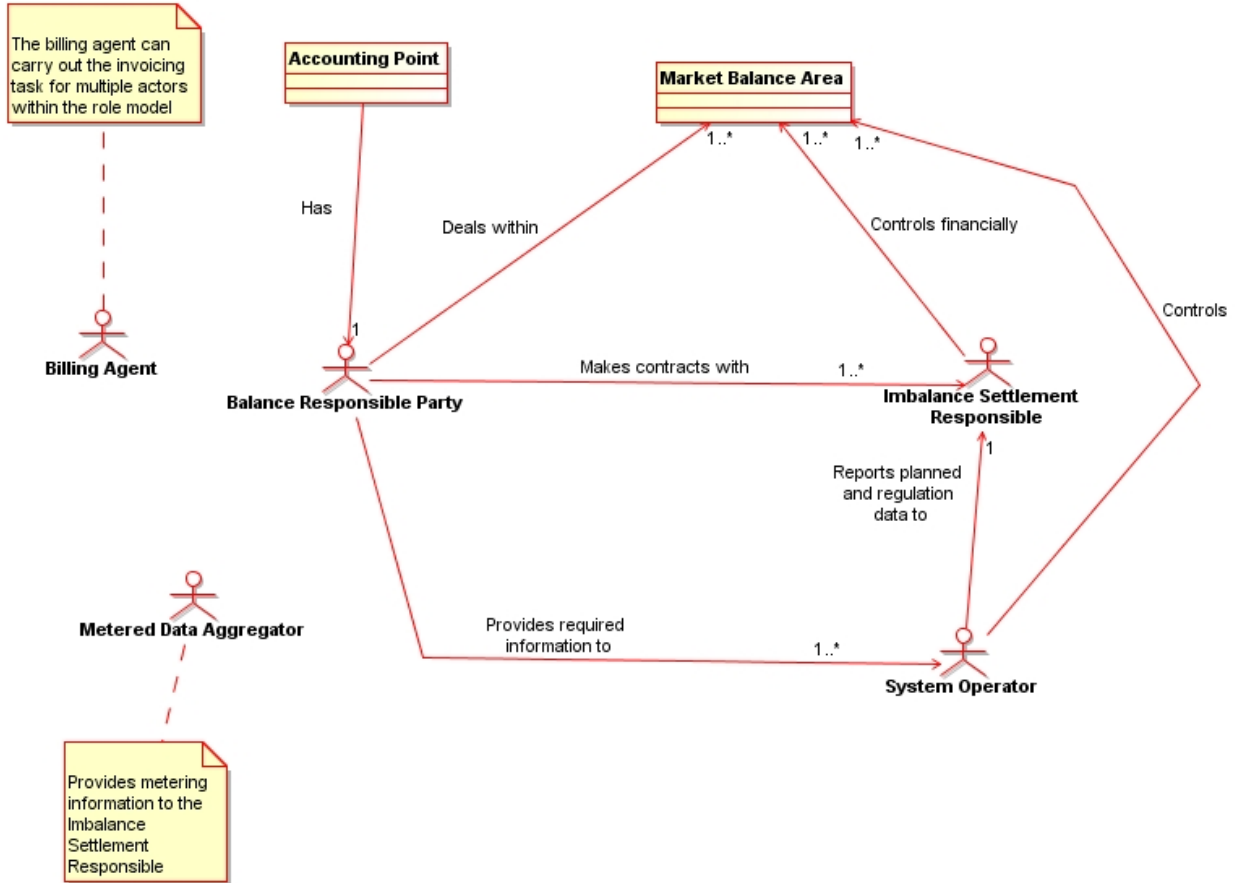 The billing agent can
carry out the invoicing
task for multiple actors
within the role model
Accounting Point
Market Balance Area
1..*
1..*
1..*
Has
Deals within
Controls financially
Controls
1
Billing Agent
Balance Responsible Party
Makes contracts with
1..*
Imbalance Settlement
Responsible
1
Reports planned
and regulation
data to
Metered Data Aggregator
Provides required
information to
1..*
System Operator
Provides metering
information to the
Imbalance
Settlement
Responsible